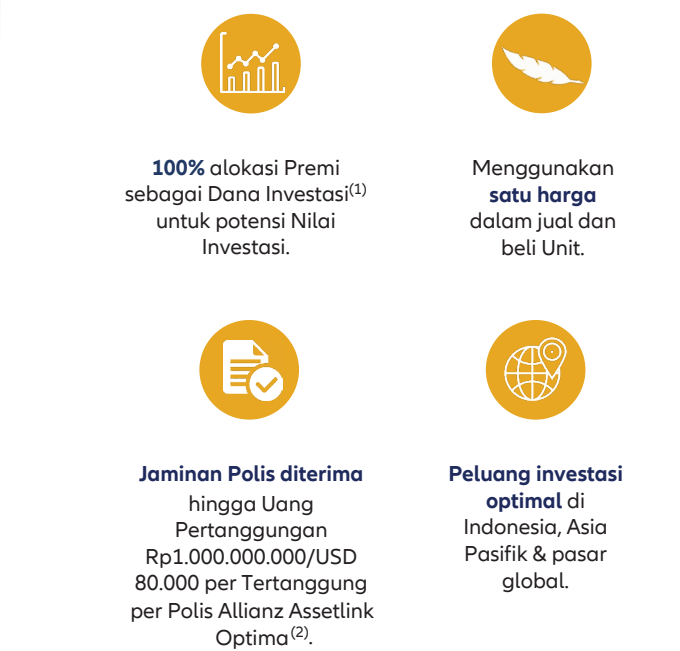 100% alokasi Premi
sebagai Dana Investasi(1)
untuk potensi Nilai
Investasi.
Menggunakan
satu harga
dalam jual dan
beli Unit.
Jaminan Polis diterima
hingga Uang
Pertanggungan
Rp1.000.000.000/USD
80.000 per Tertanggung
per Polis Allianz Assetlink
Optima(2).
Peluang investasi
optimal di
Indonesia, Asia
Pasifik & pasar
global.